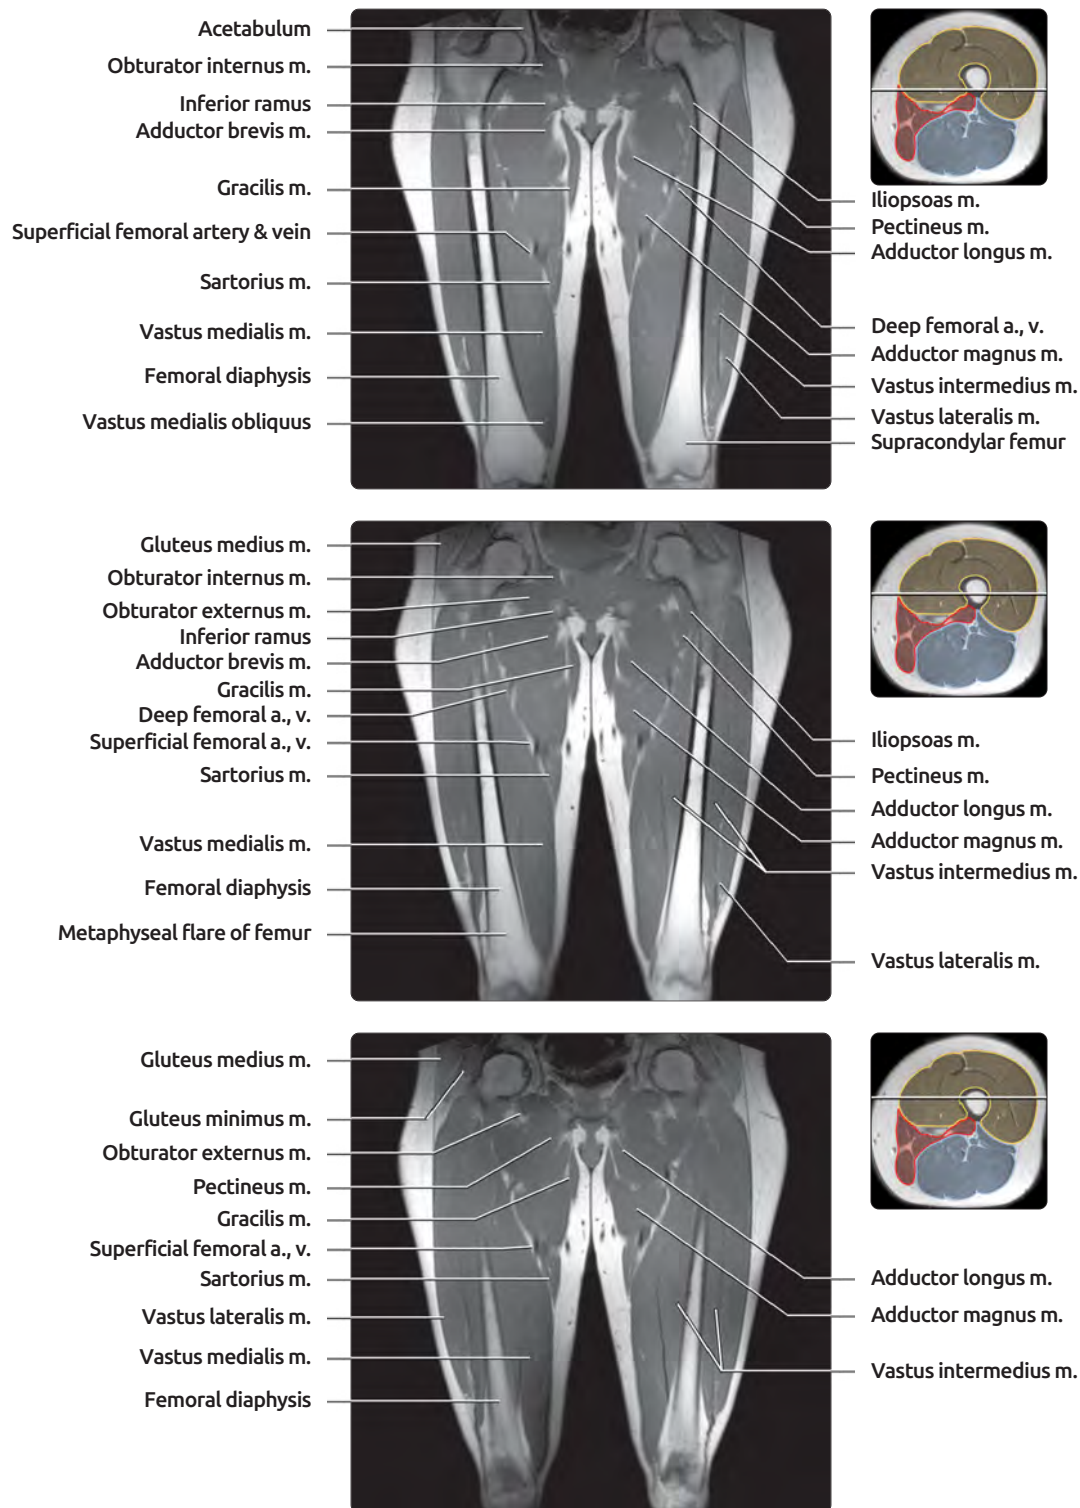 Acetabulum
Obturator internus m.
Inferior ramus
Adductor brevis m.
Gracilis m.
Superficial femoral artery & vein
Sartorius m.
Vastus medialis m.
Femoral diaphysis
Vastus medialis obliquus
Iliopsoas m.
Pectineus m.
Adductor longus m.
Deep femoral a., v.
Adductor magnus m.
Vastus intermedius m.
Vastus lateralis m.
Supracondylar femur
Gluteus medius m.
Obturator internus m.
Obturator externus m.
Inferior ramus
Adductor brevis m.
Gracilis m.
Deep femoral a., v.
Superficial femoral a., v.
Sartorius m.
Vastus medialis m.
Femoral diaphysis
Metaphyseal flare of femur
Iliopsoas m.
Pectineus m.
Adductor longus m.
Adductor magnus m.
Vastus intermedius m.
Vastus lateralis m.
Gluteus medius m.
Gluteus minimus m.
Obturator externus m.
Pectineus m.
Gracilis m.
Superficial femoral a., v.
Sartorius m.
Vastus lateralis m.
Vastus medialis m.
Femoral diaphysis
Adductor longus m.
Adductor magnus m.
Vastus intermedius m.